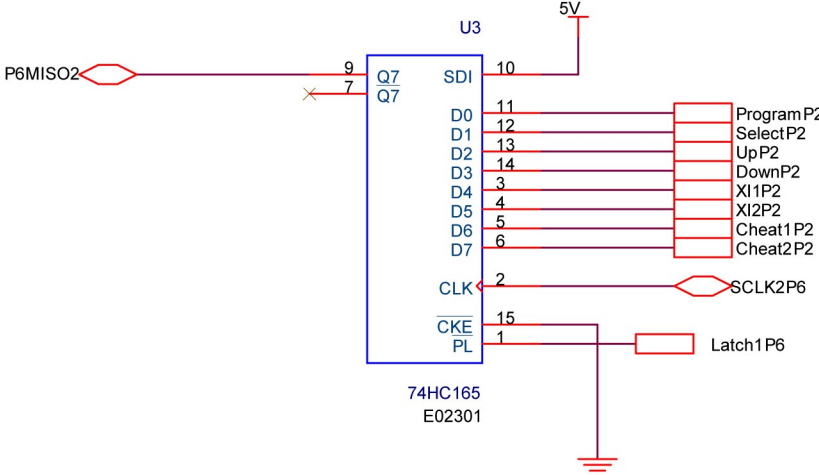 5V
U3
P6MISO2
9
Q7
SDI
10
7
Q7
D0
11
ProgramP2
D1
12
SelectP2
D2
13
UpP2
D3
14
DownP2
D4
3
XI1P2
D5
4
XI2P2
D6
5
Cheat1P2
D7
6
Cheat2P2
CLK
2
SCLK2P6
CKE
15
PL
1
Latch1P6
74HC165
E02301